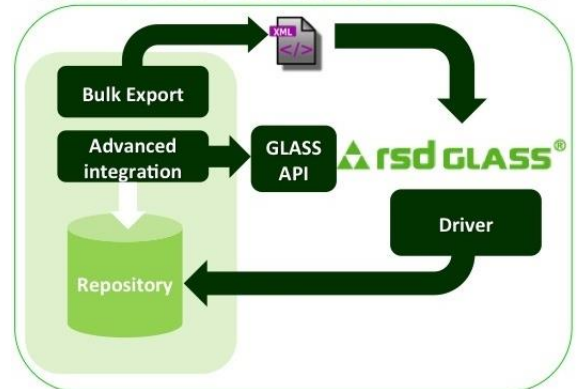 XML
</>
Bulk Export
Advanced
integration
GLASS
API
rsd GLASS®
Driver
Repository